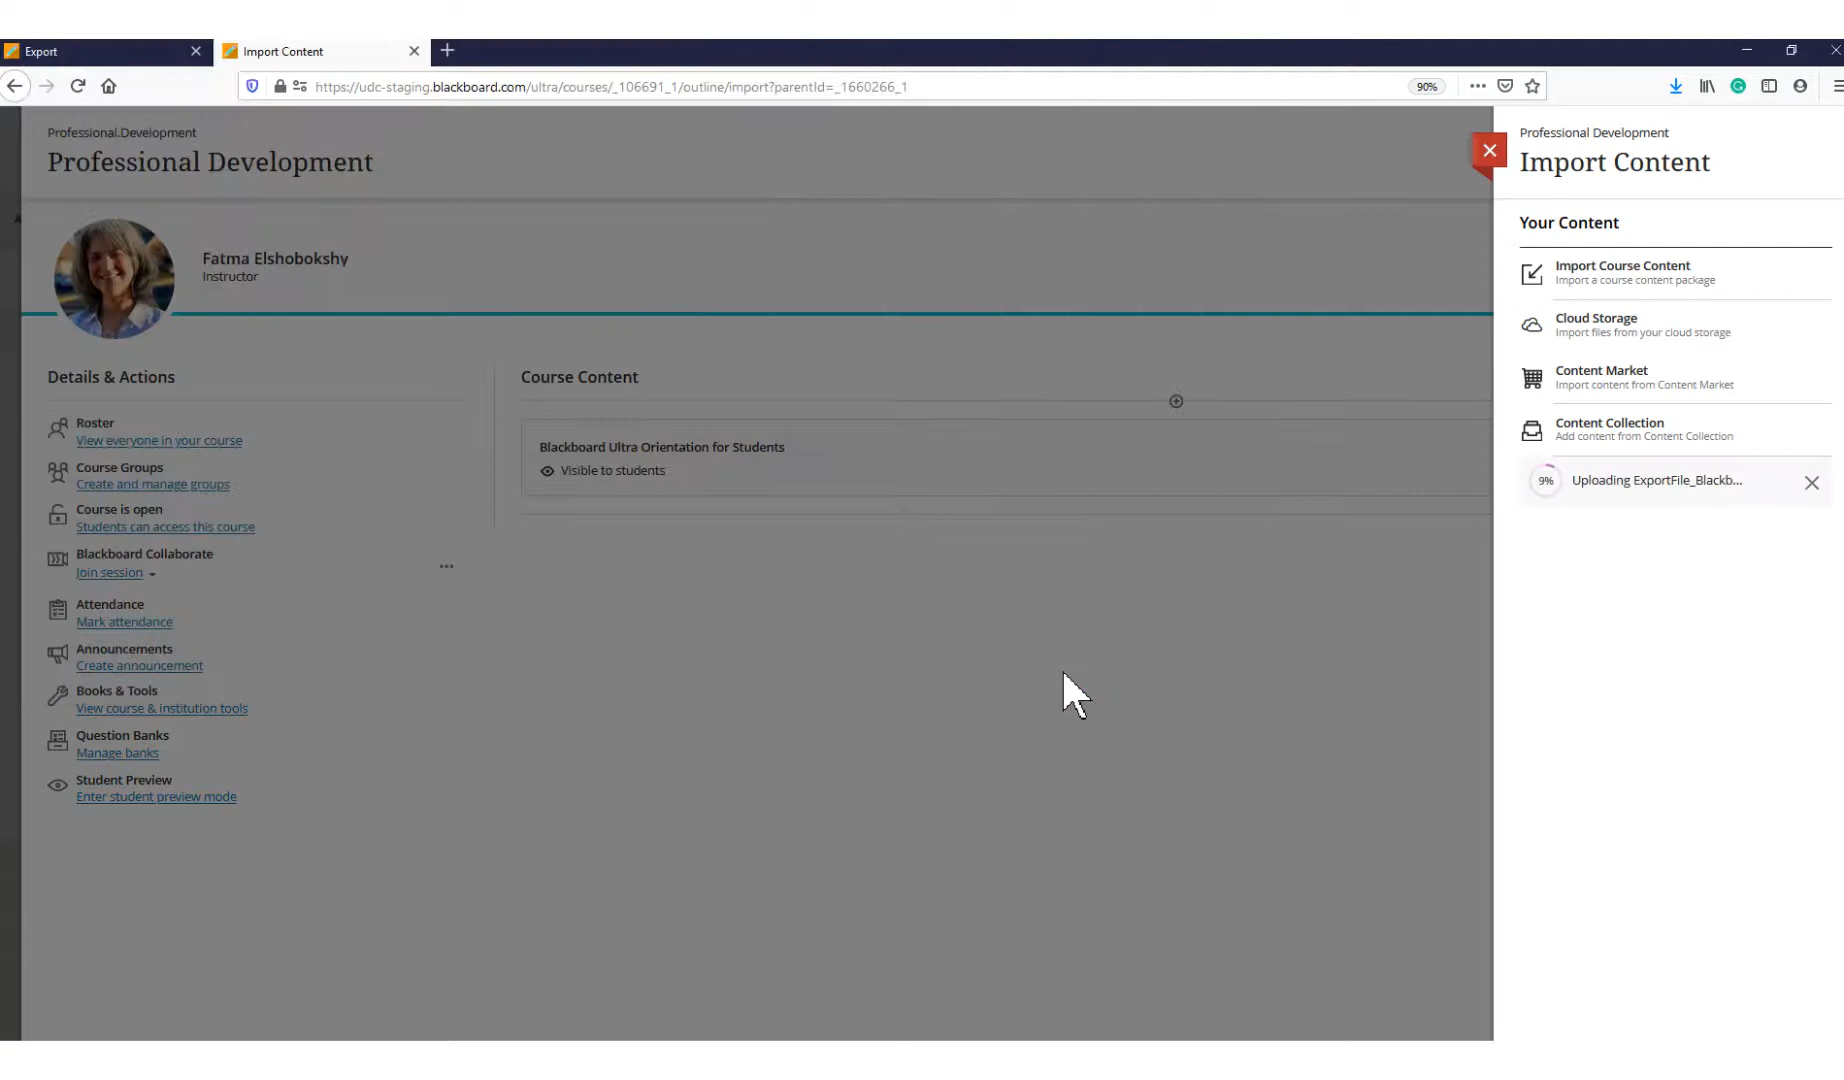 Export
Import Content
https://udc-staging.blackboard.com/ultra/courses/_106691_1/outline/import?parentId=_1660266_1
90%
Professional.Development
Professional Development
Fatma Elshobokshy
Instructor
Details & Actions
Roster
View everyone in your course
Course Groups
Create and manage groups
Course is open
Students can access this course
Blackboard Collaborate
Join session
Attendance
Mark attendance
Announcements
Create announcement
Books & Tools
View course & institution tools
Question Banks
Manage banks
Student Preview
Enter student preview mode
Course Content
Blackboard Ultra Orientation for Students
Visible to students
Professional Development
Import Content
Your Content
Import Course Content
Import a course content package
Cloud Storage
Import files from your cloud storage
Content Market
Import content from Content Market
Content Collection
Add content from Content Collection
9%
Uploading ExportFile_Blackb...